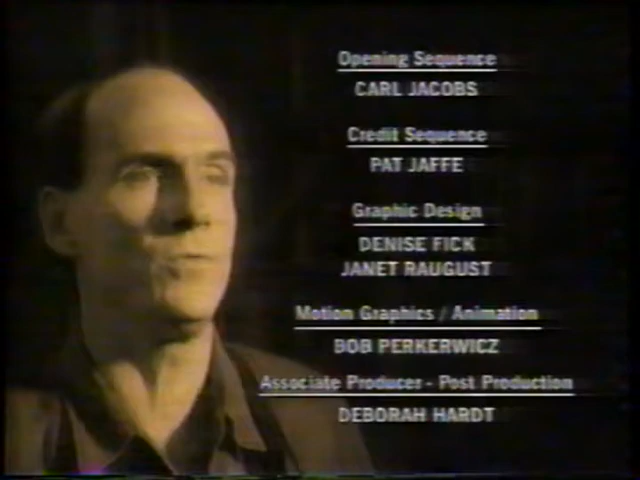 Opening Sequence
CARL JACOBS
Credit Sequence
PAT JAFFE
Graphic Design
DENISE FICK
JANET RAUGUST
Motion Graphics / Animation
BOB PERKERWICZ
Associate Producer - Post Production
DEBORAH HARDT